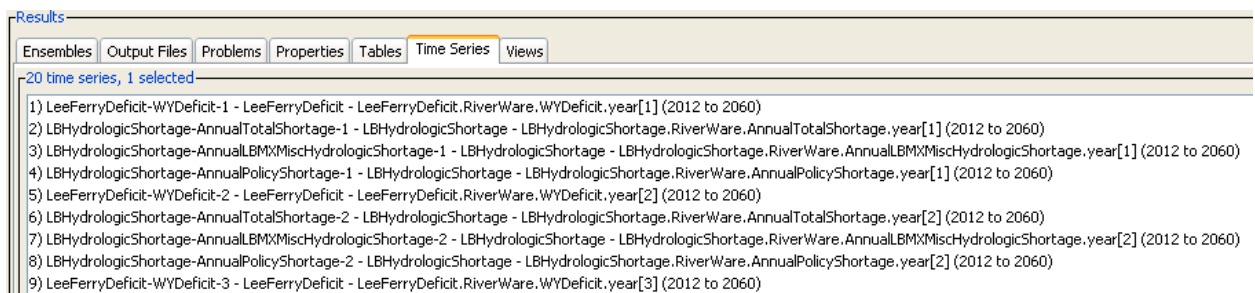 Results
Ensembles Output Files Problems Properties Tables Time Series Views
20 time series, 1 selected
1) LeeFerryDeficit-WYDeficit-1 - LeeFerryDeficit - LeeFerryDeficit.RiverWare.WYDeficit.year[1] (2012 to 2060)
2) LBHydrologicShortage-AnnualTotalShortage-1 - LBHydrologicShortage - LBHydrologicShortage.RiverWare.AnnualTotalShortage.year[1] (2012 to 2060)
3) LBHydrologicShortage-AnnualLBMXMiscHydrologicShortage-1 - LBHydrologicShortage - LBHydrologicShortage.RiverWare.AnnualLBMXMiscHydrologicShortage.year[1] (2012 to 2060)
4) LBHydrologicShortage-AnnualPolicyShortage-1 - LBHydrologicShortage - LBHydrologicShortage.RiverWare.AnnualPolicyShortage.year[1] (2012 to 2060)
5) LeeFerryDeficit-WYDeficit-2 - LeeFerryDeficit - LeeFerryDeficit.RiverWare.WYDeficit.year[2] (2012 to 2060)
6) LBHydrologicShortage-AnnualTotalShortage-2 - LBHydrologicShortage - LBHydrologicShortage.RiverWare.AnnualTotalShortage.year[2] (2012 to 2060)
7) LBHydrologicShortage-AnnualLBMXMiscHydrologicShortage-2 - LBHydrologicShortage - LBHydrologicShortage.RiverWare.AnnualLBMXMiscHydrologicShortage.year[2] (2012 to 2060)
8) LBHydrologicShortage-AnnualPolicyShortage-2 - LBHydrologicShortage - LBHydrologicShortage.RiverWare.AnnualPolicyShortage.year[2] (2012 to 2060)
9) LeeFerryDeficit-WYDeficit-3 - LeeFerryDeficit - LeeFerryDeficit.RiverWare.WYDeficit.year[3] (2012 to 2060)